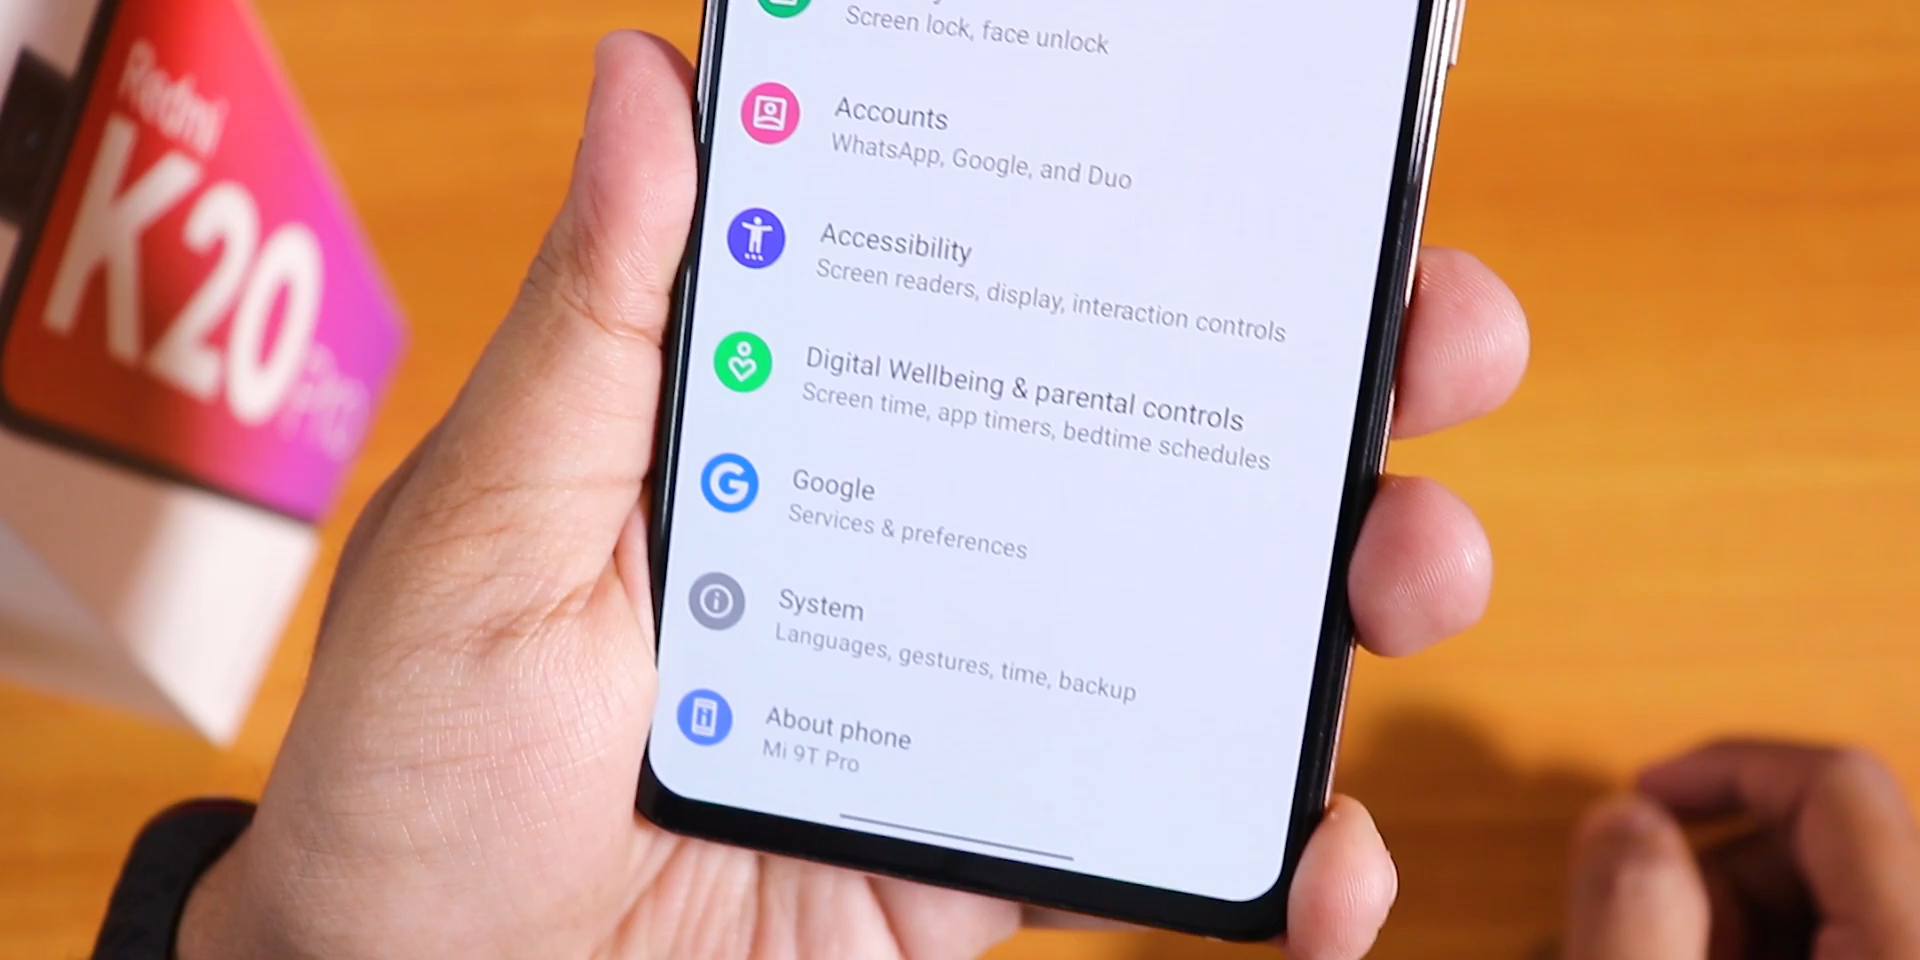 Redmi
K20
Pro
Screen lock, face unlock
Accounts
WhatsApp, Google, and Duo
Accessibility
Screen readers, display, interaction controls
Digital Wellbeing & parental controls
Screen time, app timers, bedtime schedules
Google
Services & preferences
System
Languages, gestures, time, backup
About phone
Mi 9T Pro